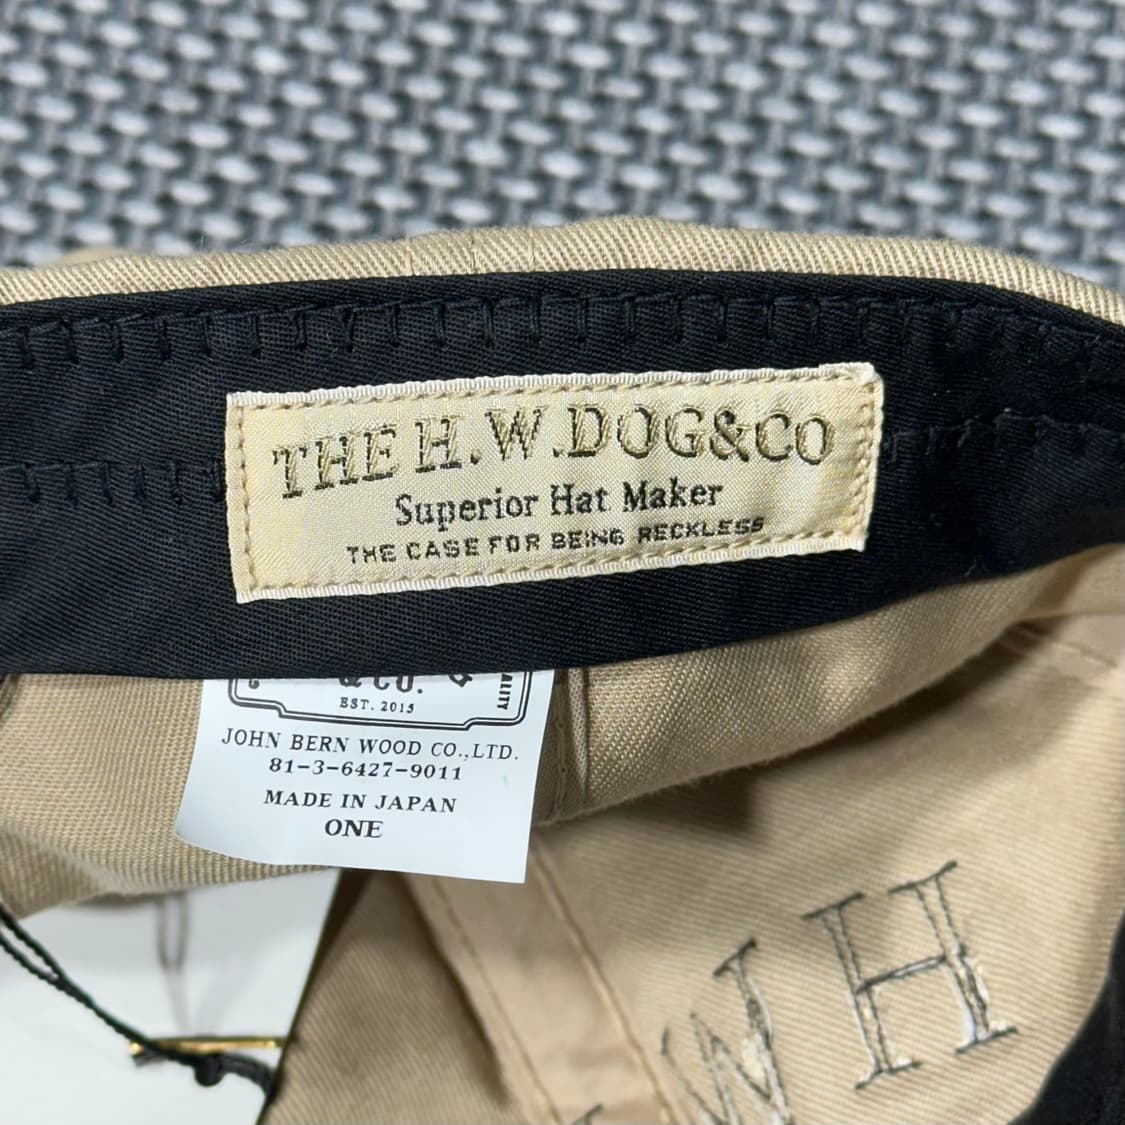 THE H.W.DOG&CO
Superior Hat Maker
THE CASE FOR BEING RECKLESS
& CO.
EST. 2015
JOHN BERN WOOD CO.,LTD.
81-3-6427-9011
MADE IN JAPAN
ONE
W H